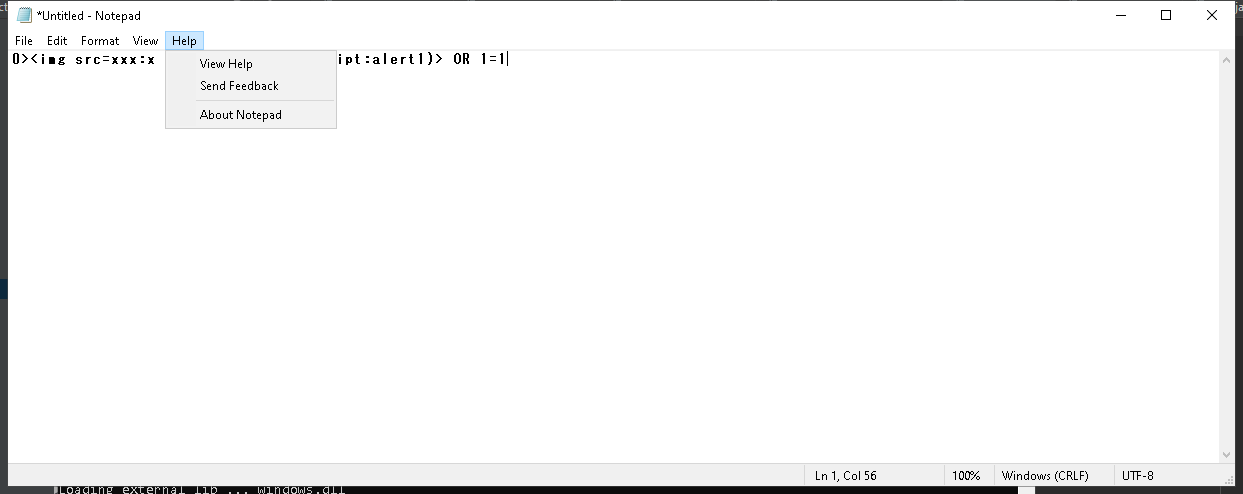 *Untitled - Notepad
File Edit Format View Help
0><img src=xxx:x ipt:alert1)> OR 1=1
View Help
Send Feedback
About Notepad
Ln 1, Col 56 100% Windows (CRLF) UTF-8
Loading external lib ... windows.dll